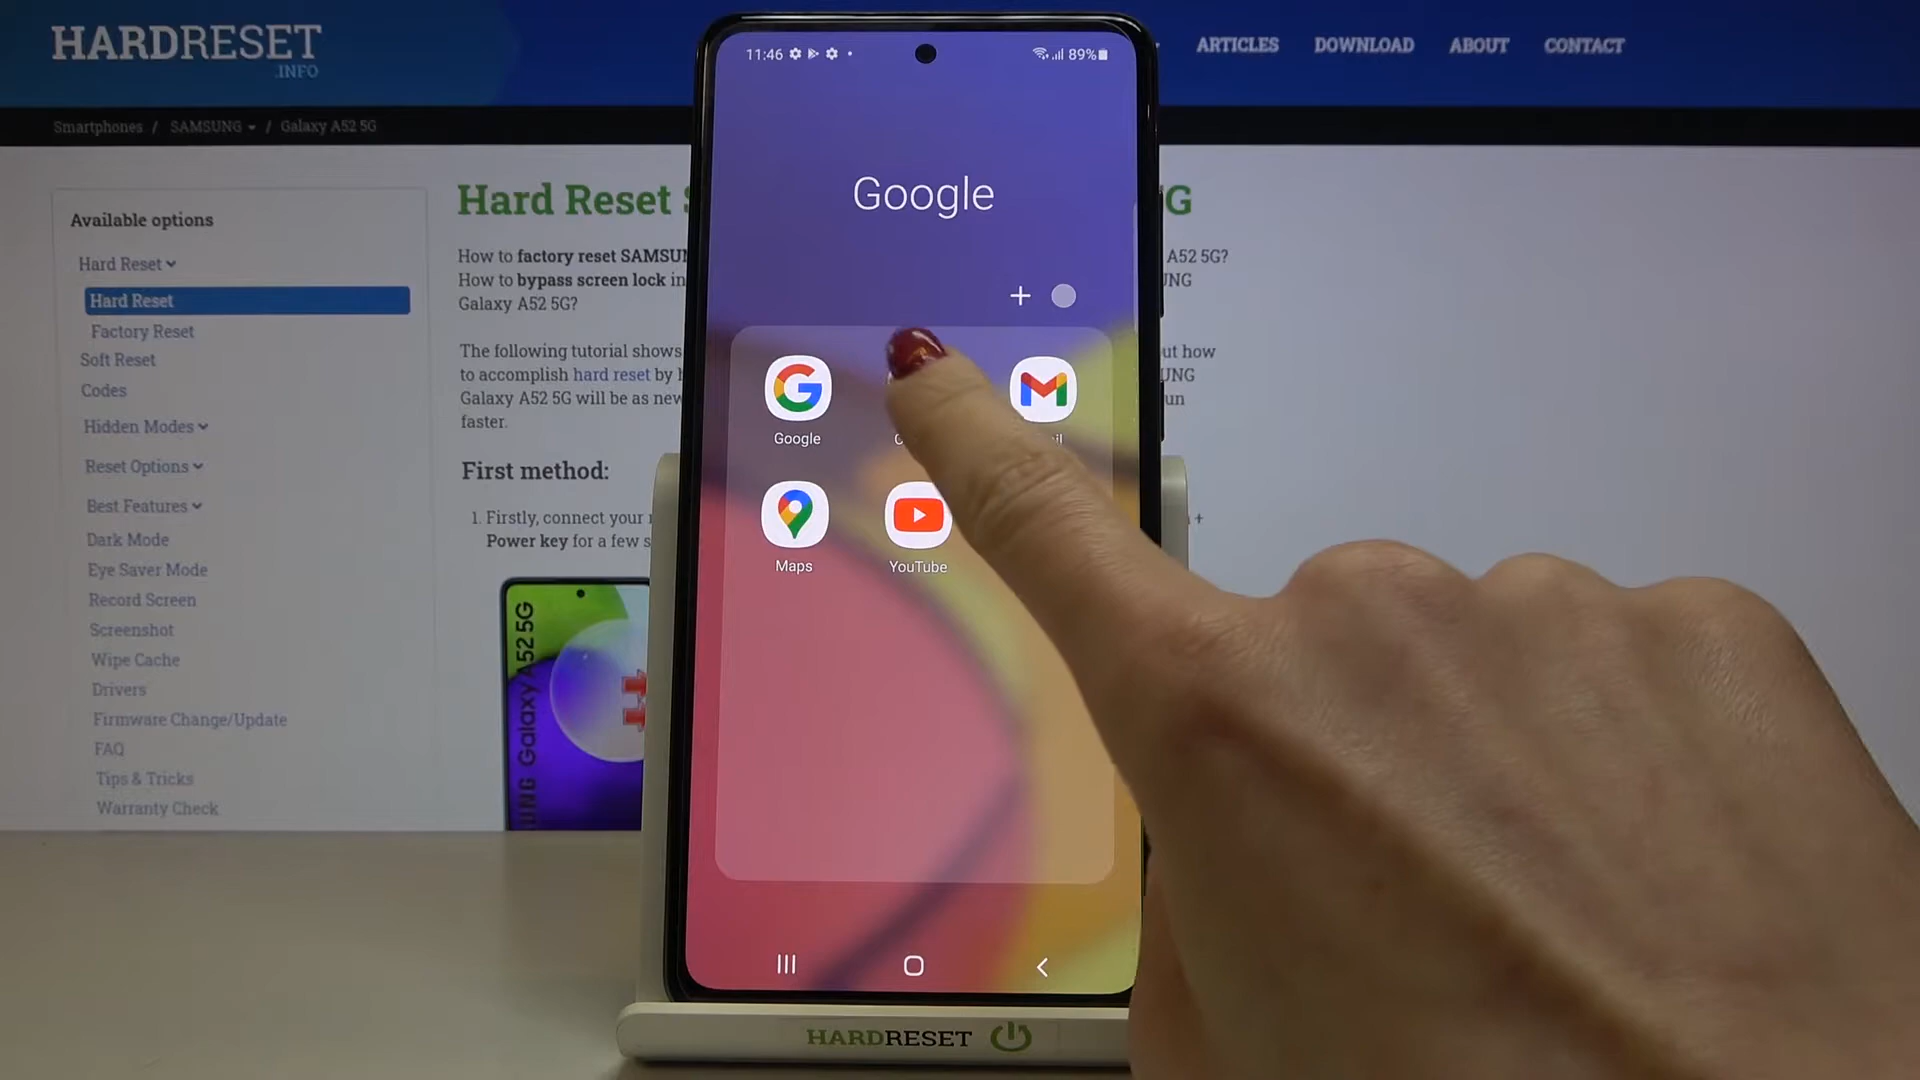 HARDRESET
.INFO
ARTICLES DOWNLOAD ABOUT CONTACT
Smartphones / SAMSUNG / Galaxy A52 5G
Available options
Hard Reset
Hard Reset
Factory Reset
Soft Reset
Codes
Hidden Modes
Reset Options
Best Features
Dark Mode
Eye Saver Mode
Record Screen
Screenshot
Wipe Cache
Drivers
Firmware Change/Update
FAQ
Tips & Tricks
Warranty Check
Hard Reset G
How to factory reset A52 5G?
How to bypass screen lock in
Galaxy A52 5G?
The following tutorial shows out how
to accomplish hard reset by
Galaxy A52 5G will be as new
faster.
First method:
1. Firstly, connect your +
Power key for a few
SAMSUNG Galaxy A52 5G
11:46 89%
Google
+
Google
Maps YouTube
HARDRESET